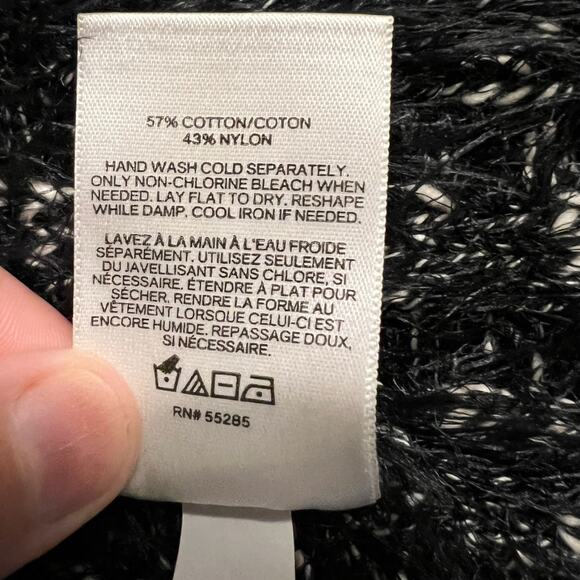 57% COTTON/COTON
43% NYLON
HAND WASH COLD SEPARATELY.
ONLY NON-CHLORINE BLEACH WHEN
NEEDED. LAY FLAT TO DRY. RESHAPE
WHILE DAMP. COOL IRON IF NEEDED.
LAVEZ À LA MAIN À L'EAU FROIDE
SÉPARÉMENT. UTILISEZ SEULEMENT
DU JAVELLISANT SANS CHLORE, SI
NÉCESSAIRE. ÉTENDRE À PLAT POUR
SÉCHER. RENDRE LA FORME AU
VÊTEMENT LORSQUE CELUI-CI EST
ENCORE HUMIDE. REPASSAGE DOUX,
SI NÉCESSAIRE.
RN# 55285